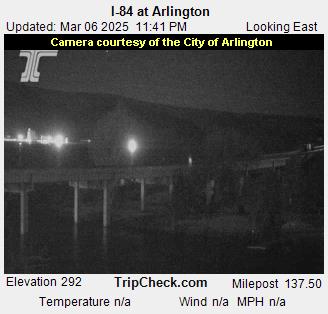 I-84 at Arlington
Updated: Mar 06 2025 11:41 PM Looking East
Camera courtesy of the City of Arlington
Elevation 292 TripCheck.com Milepost 137.50
Temperature n/a Wind n/a MPH n/a